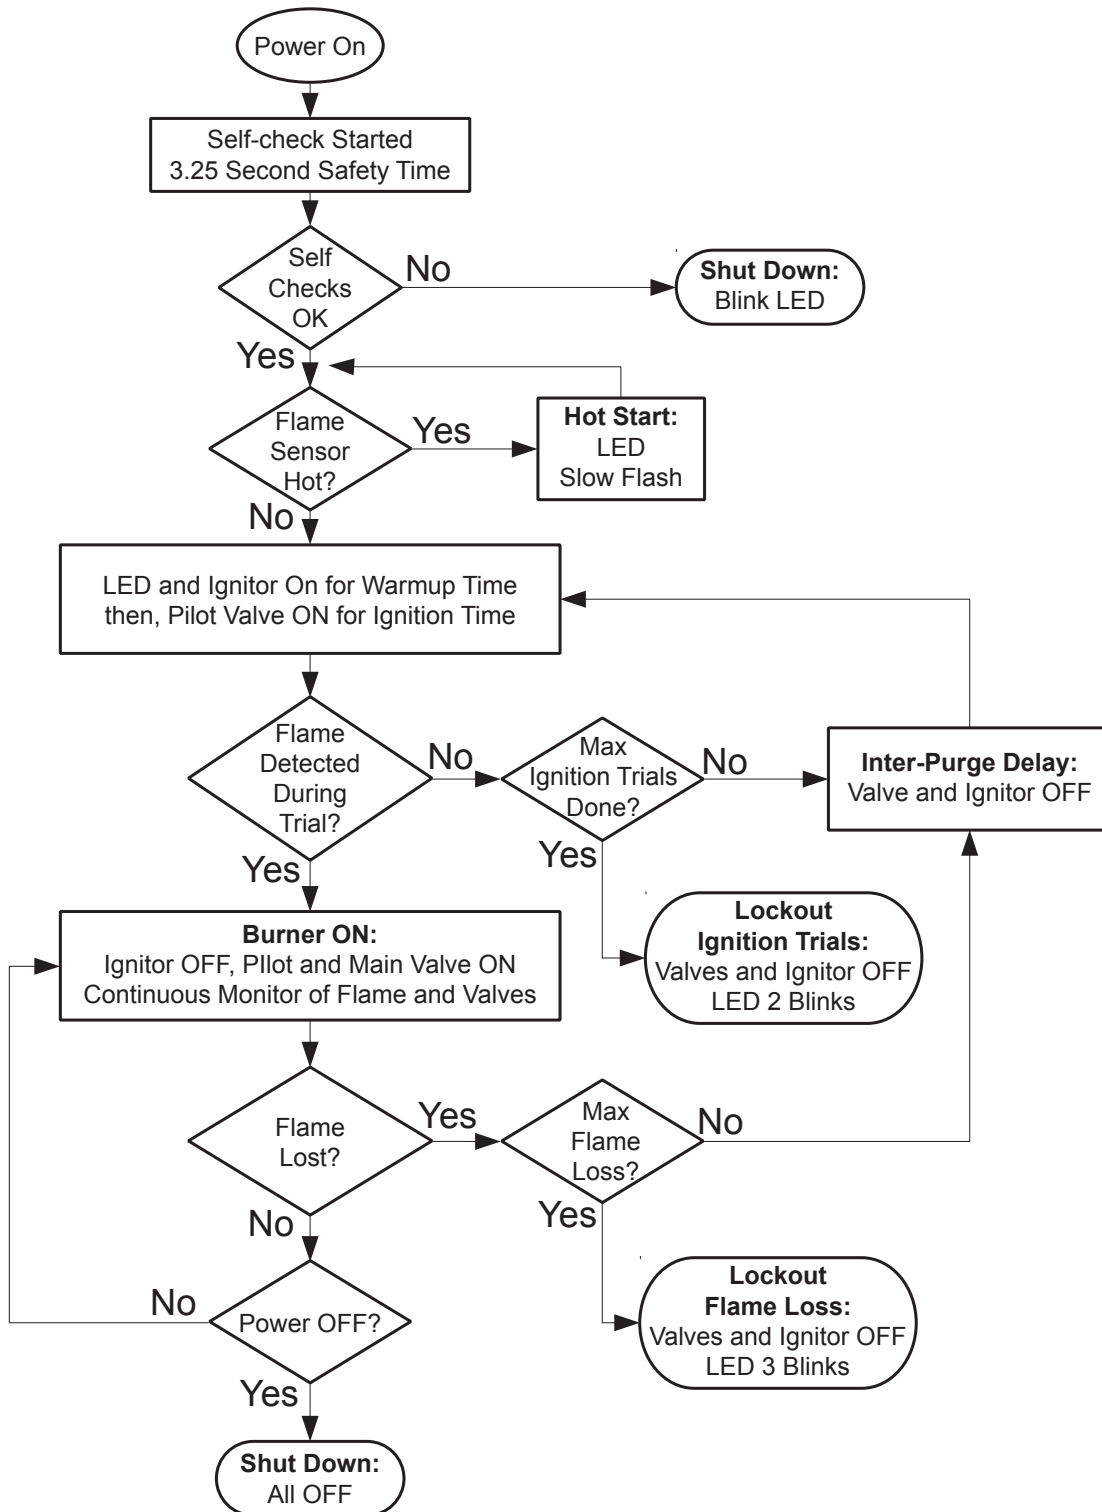 Power On
Self-check Started
3.25 Second Safety Time
Self
Checks
OK
No
Shut Down:
Blink LED
Yes
Flame
Sensor
Hot?
Yes
Hot Start:
LED
Slow Flash
No
LED and Ignitor On for Warmup Time
then, Pilot Valve ON for Ignition Time
Flame
Detected
During
Trial?
No
Max
Ignition Trials
Done?
No
Inter-Purge Delay:
Valve and Ignitor OFF
Yes
Yes
Lockout
Ignition Trials:
Valves and Ignitor OFF
LED 2 Blinks
Burner ON:
Ignitor OFF, PIlot and Main Valve ON
Continuous Monitor of Flame and Valves
Flame
Lost?
Yes
Max
Flame
Loss?
No
No
Yes
Lockout
Flame Loss:
Valves and Ignitor OFF
LED 3 Blinks
No
Power OFF?
Yes
Shut Down:
All OFF